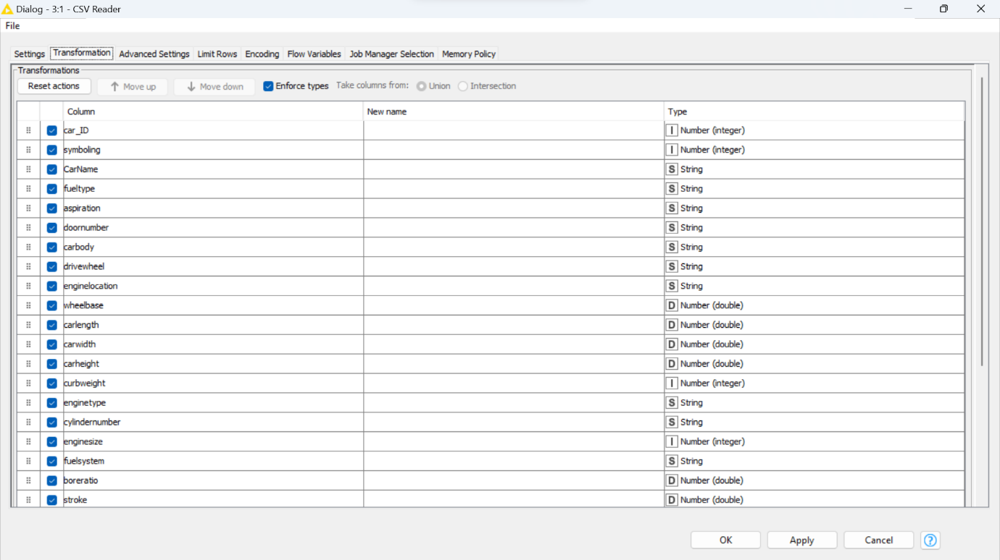 Dialog - 3:1 - CSV Reader
File
Settings Transformation Advanced Settings Limit Rows Encoding Flow Variables Job Manager Selection Memory Policy
Transformations
Reset actions Move up Move down Enforce types Take columns from: Union Intersection
Column New name Type
car_ID I Number (integer)
symboling I Number (integer)
CarName S String
fueltype S String
aspiration S String
doornumber S String
carbody S String
drivewheel S String
enginelocation S String
wheelbase D Number (double)
carlength D Number (double)
carwidth D Number (double)
carheight D Number (double)
curbweight I Number (integer)
enginetype S String
cylindernumber S String
enginesize I Number (integer)
fuelsystem S String
boreratio D Number (double)
stroke D Number (double)
OK Apply Cancel ?